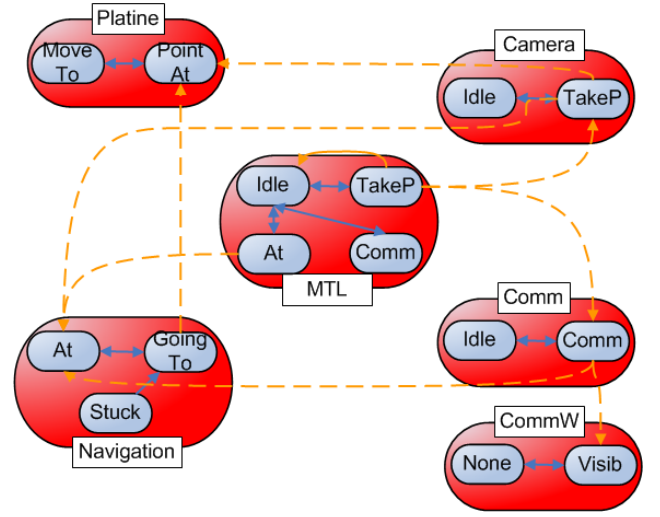 Platine
Move
To
Point
At
Camera
Idle
TakeP
Idle
TakeP
At
Comm
MTL
At
Going
To
Stuck
Navigation
Comm
Idle
Comm
CommW
None
Visib